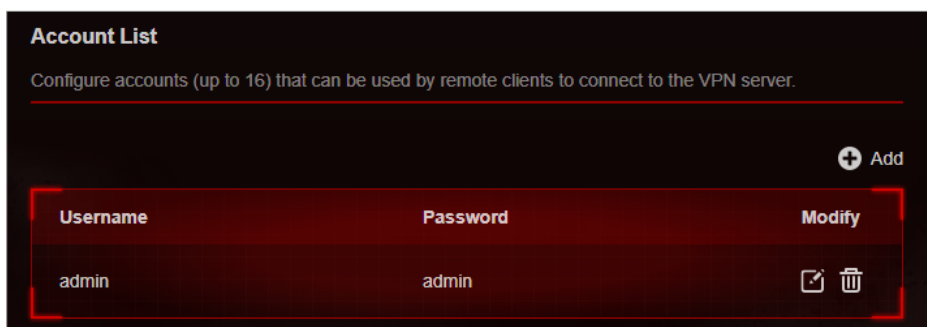 Account List
Configure accounts (up to 16) that can be used by remote clients to connect to the VPN server.
Add
Username Password Modify
admin admin